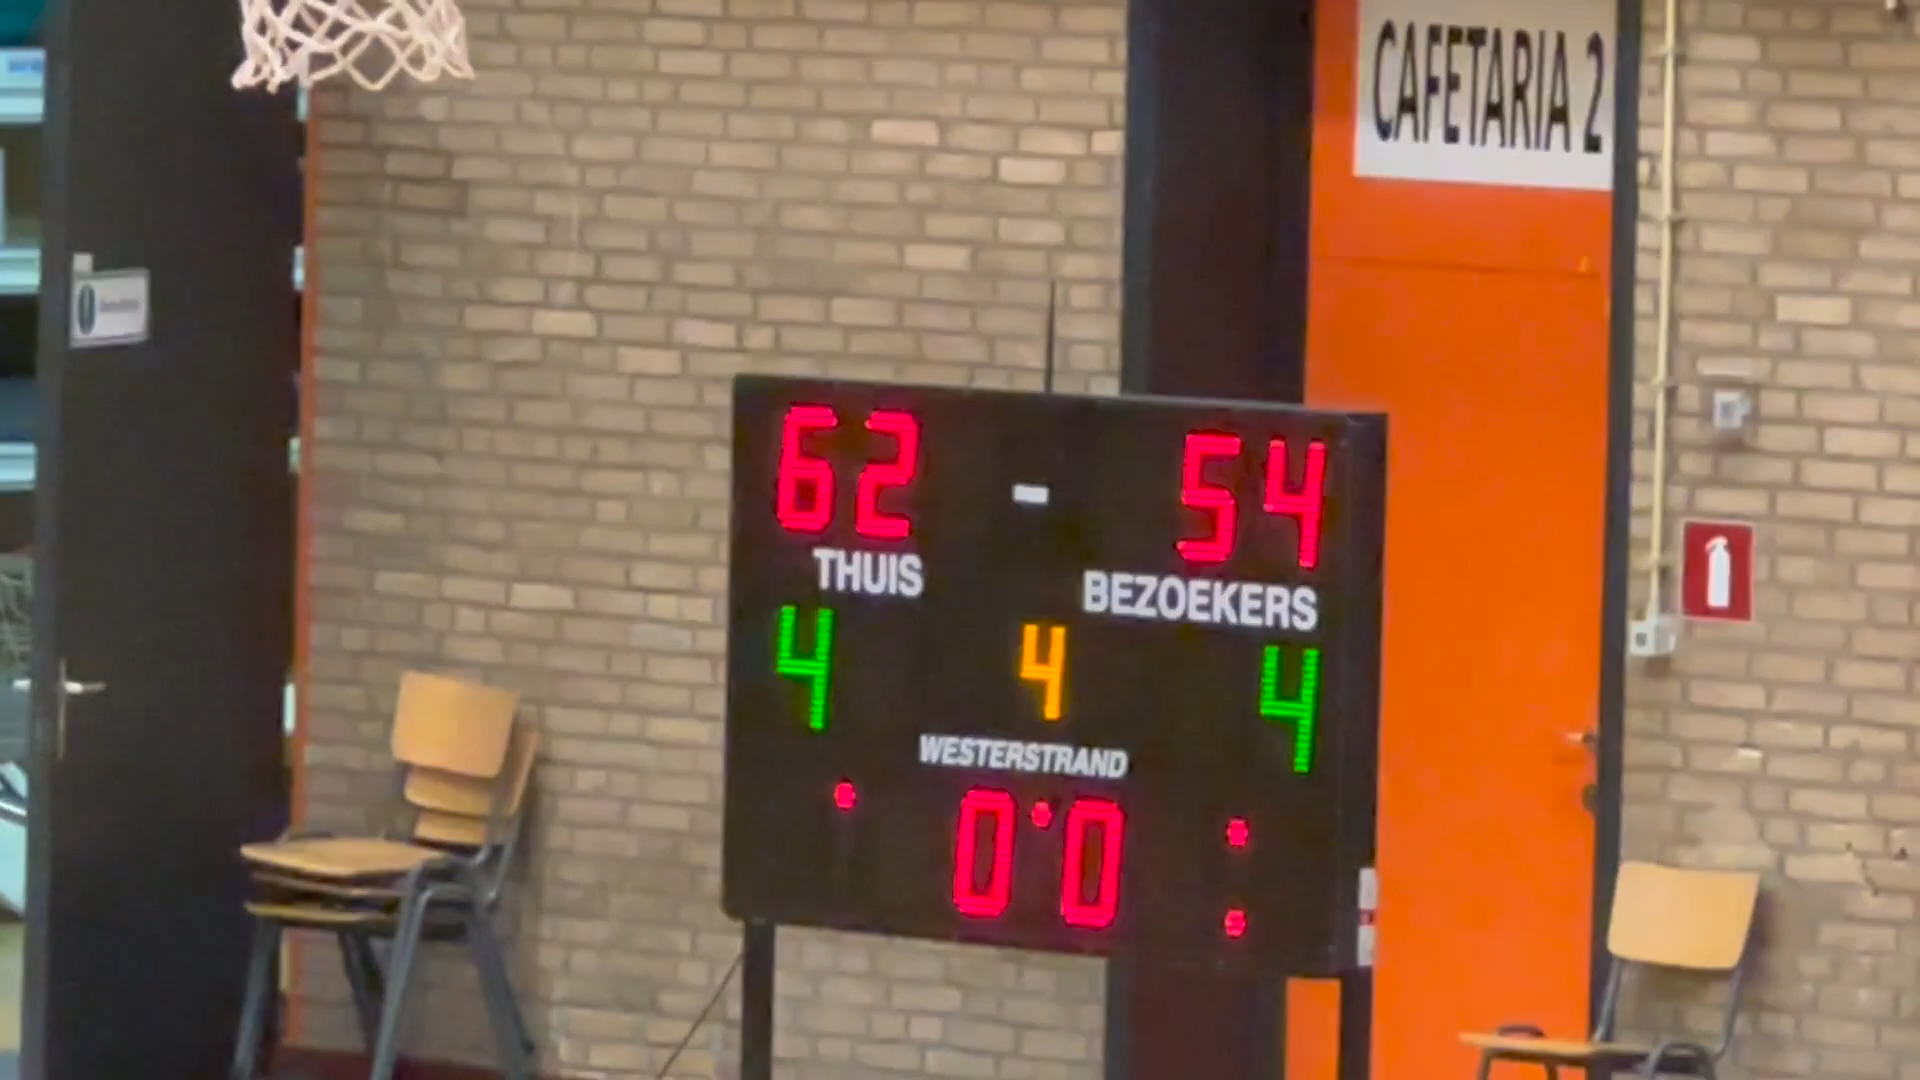 CAFETARIA 2
62 - 54
THUIS
BEZOEKERS
4 4 4
WESTERSTRAND
0.0